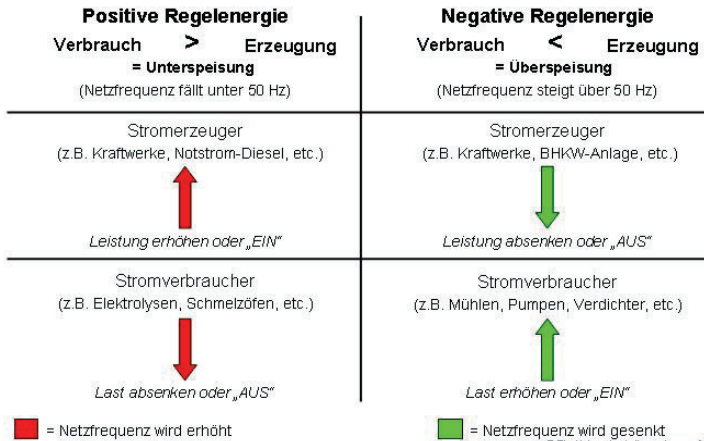 Positive Regelenergie
Verbrauch > Erzeugung
= Unterspeisung
(Netzfrequenz fällt unter 50 Hz)
Negative Regelenergie
Verbrauch < Erzeugung
= Überspeisung
(Netzfrequenz steigt über 50 Hz)
Stromerzeuger
(z.B. Kraftwerke, Notstrom-Diesel, etc.)
Leistung erhöhen oder „EIN“
Stromerzeuger
(z.B. Kraftwerke, BHKW-Anlage, etc.)
Leistung absenken oder „AUS“
Stromverbraucher
(z.B. Elektrolysen, Schmelzöfen, etc.)
Last absenken oder „AUS“
Stromverbraucher
(z.B. Mühlen, Pumpen, Verdichter, etc.)
Last erhöhen oder „EIN“
= Netzfrequenz wird erhöht
= Netzfrequenz wird gesenkt